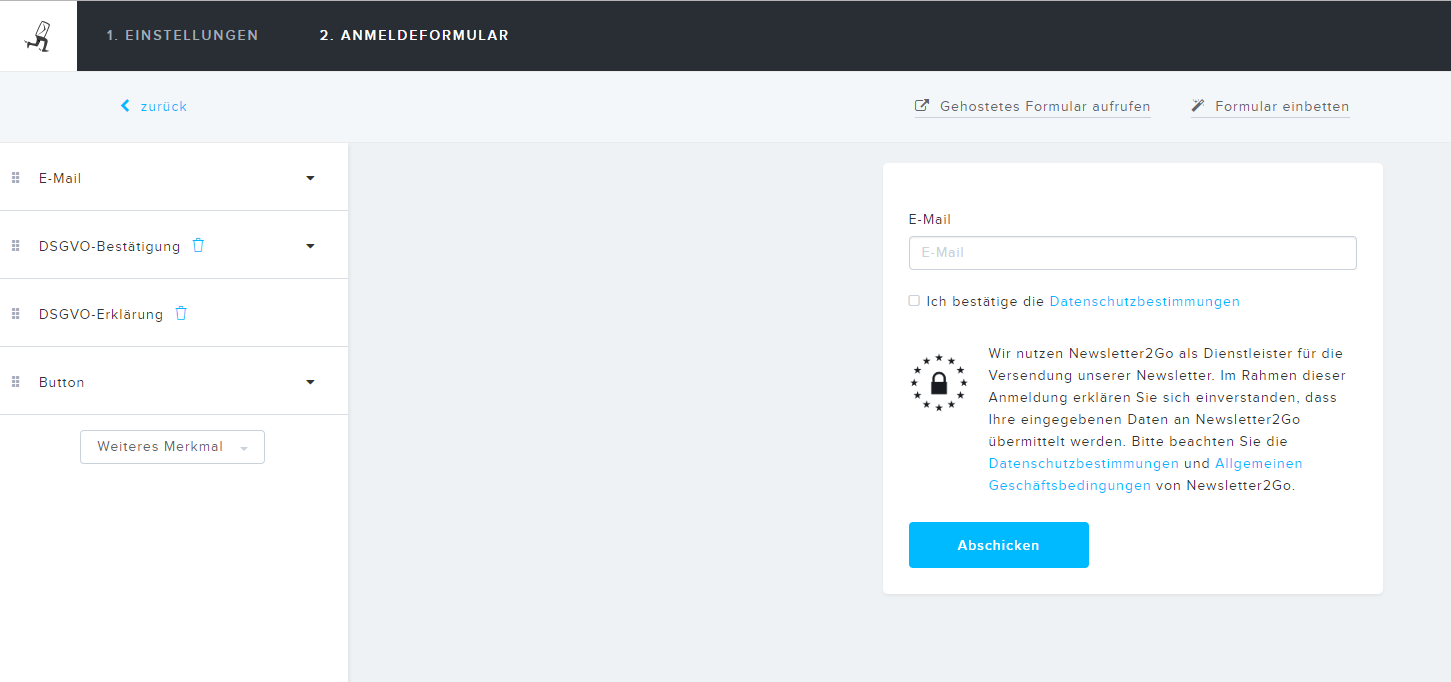 1. EINSTELLUNGEN
2. ANMELDEFORMULAR
zurück
Gehostetes Formular aufrufen
Formular einbetten
E-Mail
DSGVO-Bestätigung
DSGVO-Erklärung
Button
Weiteres Merkmal
E-Mail
E-Mail
Ich bestätige die Datenschutzbestimmungen
Wir nutzen Newsletter2Go als Dienstleister für die
Versendung unserer Newsletter. Im Rahmen dieser
Anmeldung erklären Sie sich einverstanden, dass
Ihre eingegebenen Daten an Newsletter2Go
übermittelt werden. Bitte beachten Sie die
Datenschutzbestimmungen und Allgemeinen
Geschäftsbedingungen von Newsletter2Go.
Abschicken